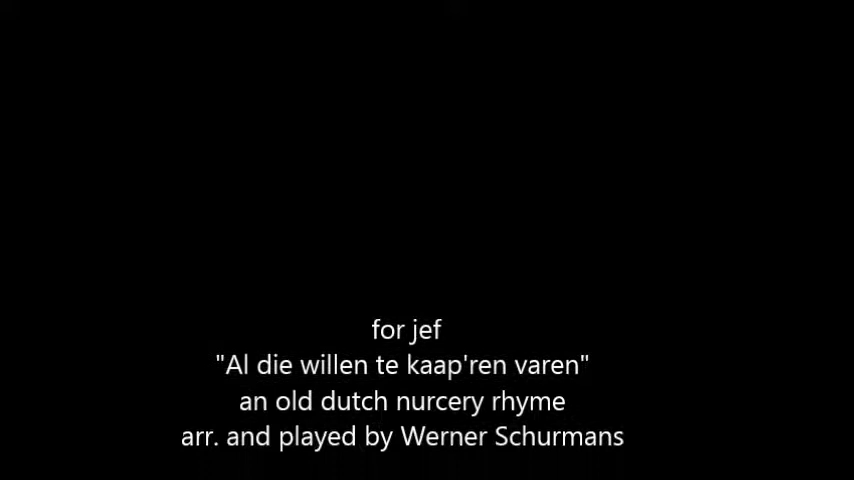 for jef
"Al die willen te kaap'ren varen"
an old dutch nurcery rhyme
arr. and played by Werner Schurmans